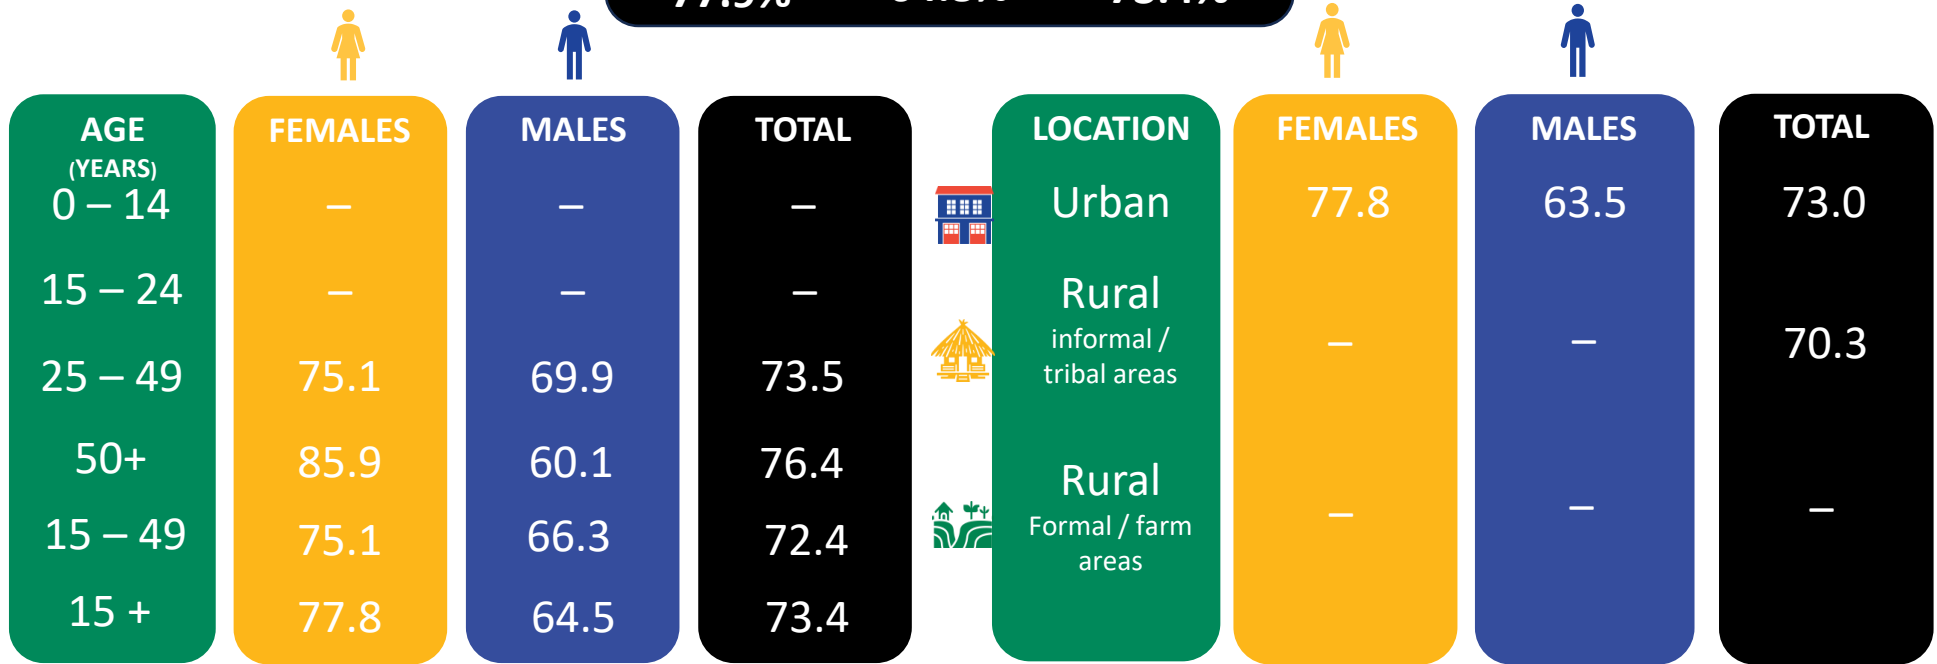 AGE
(YEARS)
0 – 14
15 – 24
25 – 49
50+
15 – 49
15 +
FEMALES
–
–
75.1
85.9
75.1
77.8
MALES
–
–
69.9
60.1
66.3
64.5
TOTAL
–
–
73.5
76.4
72.4
73.4
LOCATION
Urban
Rural
informal /
tribal areas
Rural
Formal / farm
areas
FEMALES
77.8
–
–
MALES
63.5
–
–
TOTAL
73.0
70.3
–